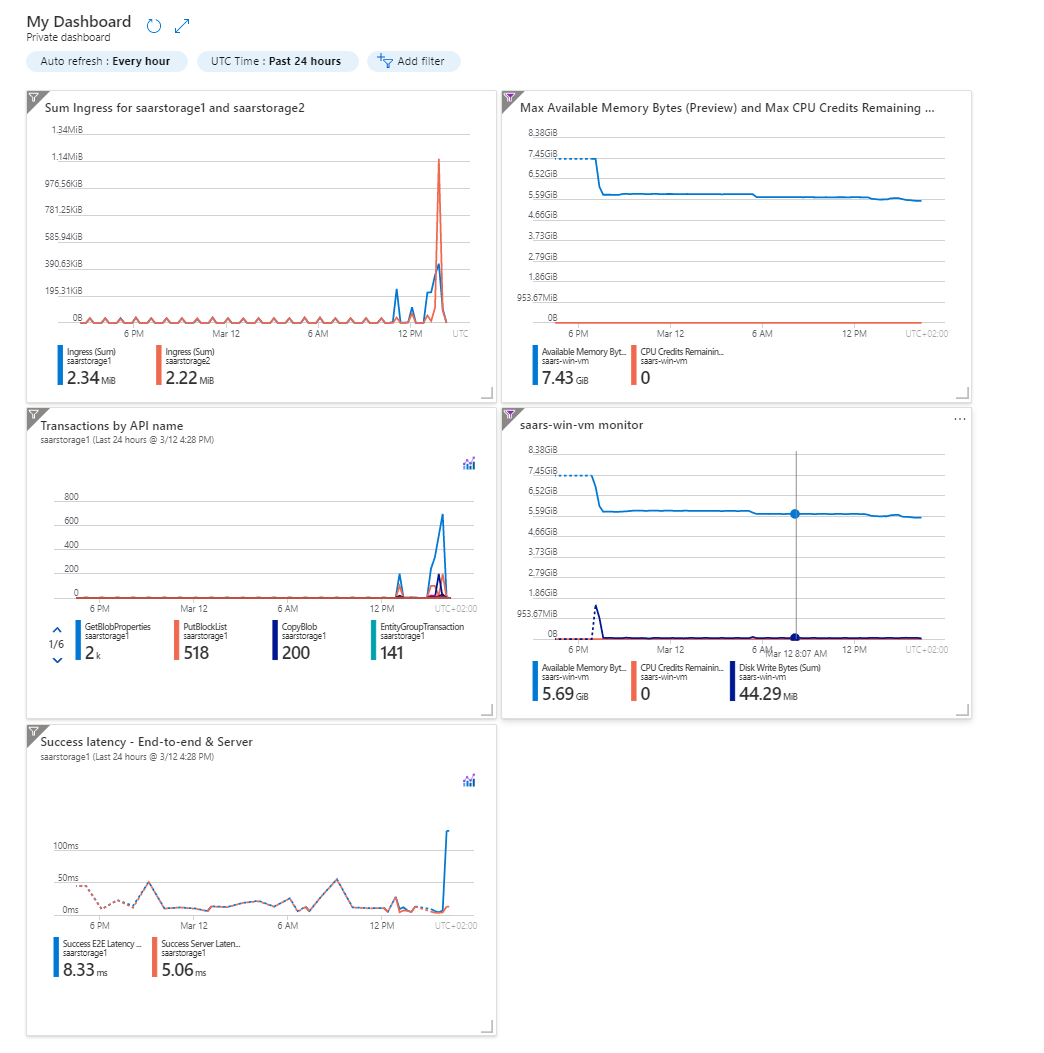 My Dashboard
Private dashboard
Auto refresh : Every hour
UTC Time : Past 24 hours
Add filter
Sum Ingress for saarstorage1 and saarstorage2
1.34MiB
1.14MiB
976.56KiB
781.25KiB
585.94KiB
390.63KiB
195.31KiB
0B
6 PM Mar 12 6 AM 12 PM UTC
Ingress (Sum) Ingress (Sum)
saarstorage1 saarstorage2
2.34 MiB 2.22 MiB
Max Available Memory Bytes (Preview) and Max CPU Credits Remaining ...
8.38GiB
7.45GiB
6.52GiB
5.59GiB
4.66GiB
3.73GiB
2.79GiB
1.86GiB
953.67MiB
0B
6 PM Mar 12 6 AM 12 PM UTC+02:00
Available Memory Byt... CPU Credits Remainin...
saars-win-vm saars-win-vm
7.43 GiB 0
Transactions by API name
saarstorage1 (Last 24 hours @ 3/12 4:28 PM)
800
600
400
200
0
6 PM Mar 12 6 AM 12 PM UTC+02:00
1/6
GetBlobProperties PutBlockList CopyBlob EntityGroupTransaction
saarstorage1 saarstorage1 saarstorage1 saarstorage1
2 k 518 200 141
saars-win-vm monitor
...
8.38GiB
7.45GiB
6.52GiB
5.59GiB
4.66GiB
3.73GiB
2.79GiB
1.86GiB
953.67MiB
0B
6 PM Mar 12 6 AM Mar 12 8:07 AM 12 PM UTC+02:00
Available Memory Byt... CPU Credits Remainin... Disk Write Bytes (Sum)
saars-win-vm saars-win-vm saars-win-vm
5.69 GiB 0 44.29 MiB
Success latency - End-to-end & Server
saarstorage1 (Last 24 hours @ 3/12 4:28 PM)
100ms
50ms
0ms
6 PM Mar 12 6 AM 12 PM UTC+02:00
Success E2E Latency ... Success Server Laten...
saarstorage1 saarstorage1
8.33 ms 5.06 ms